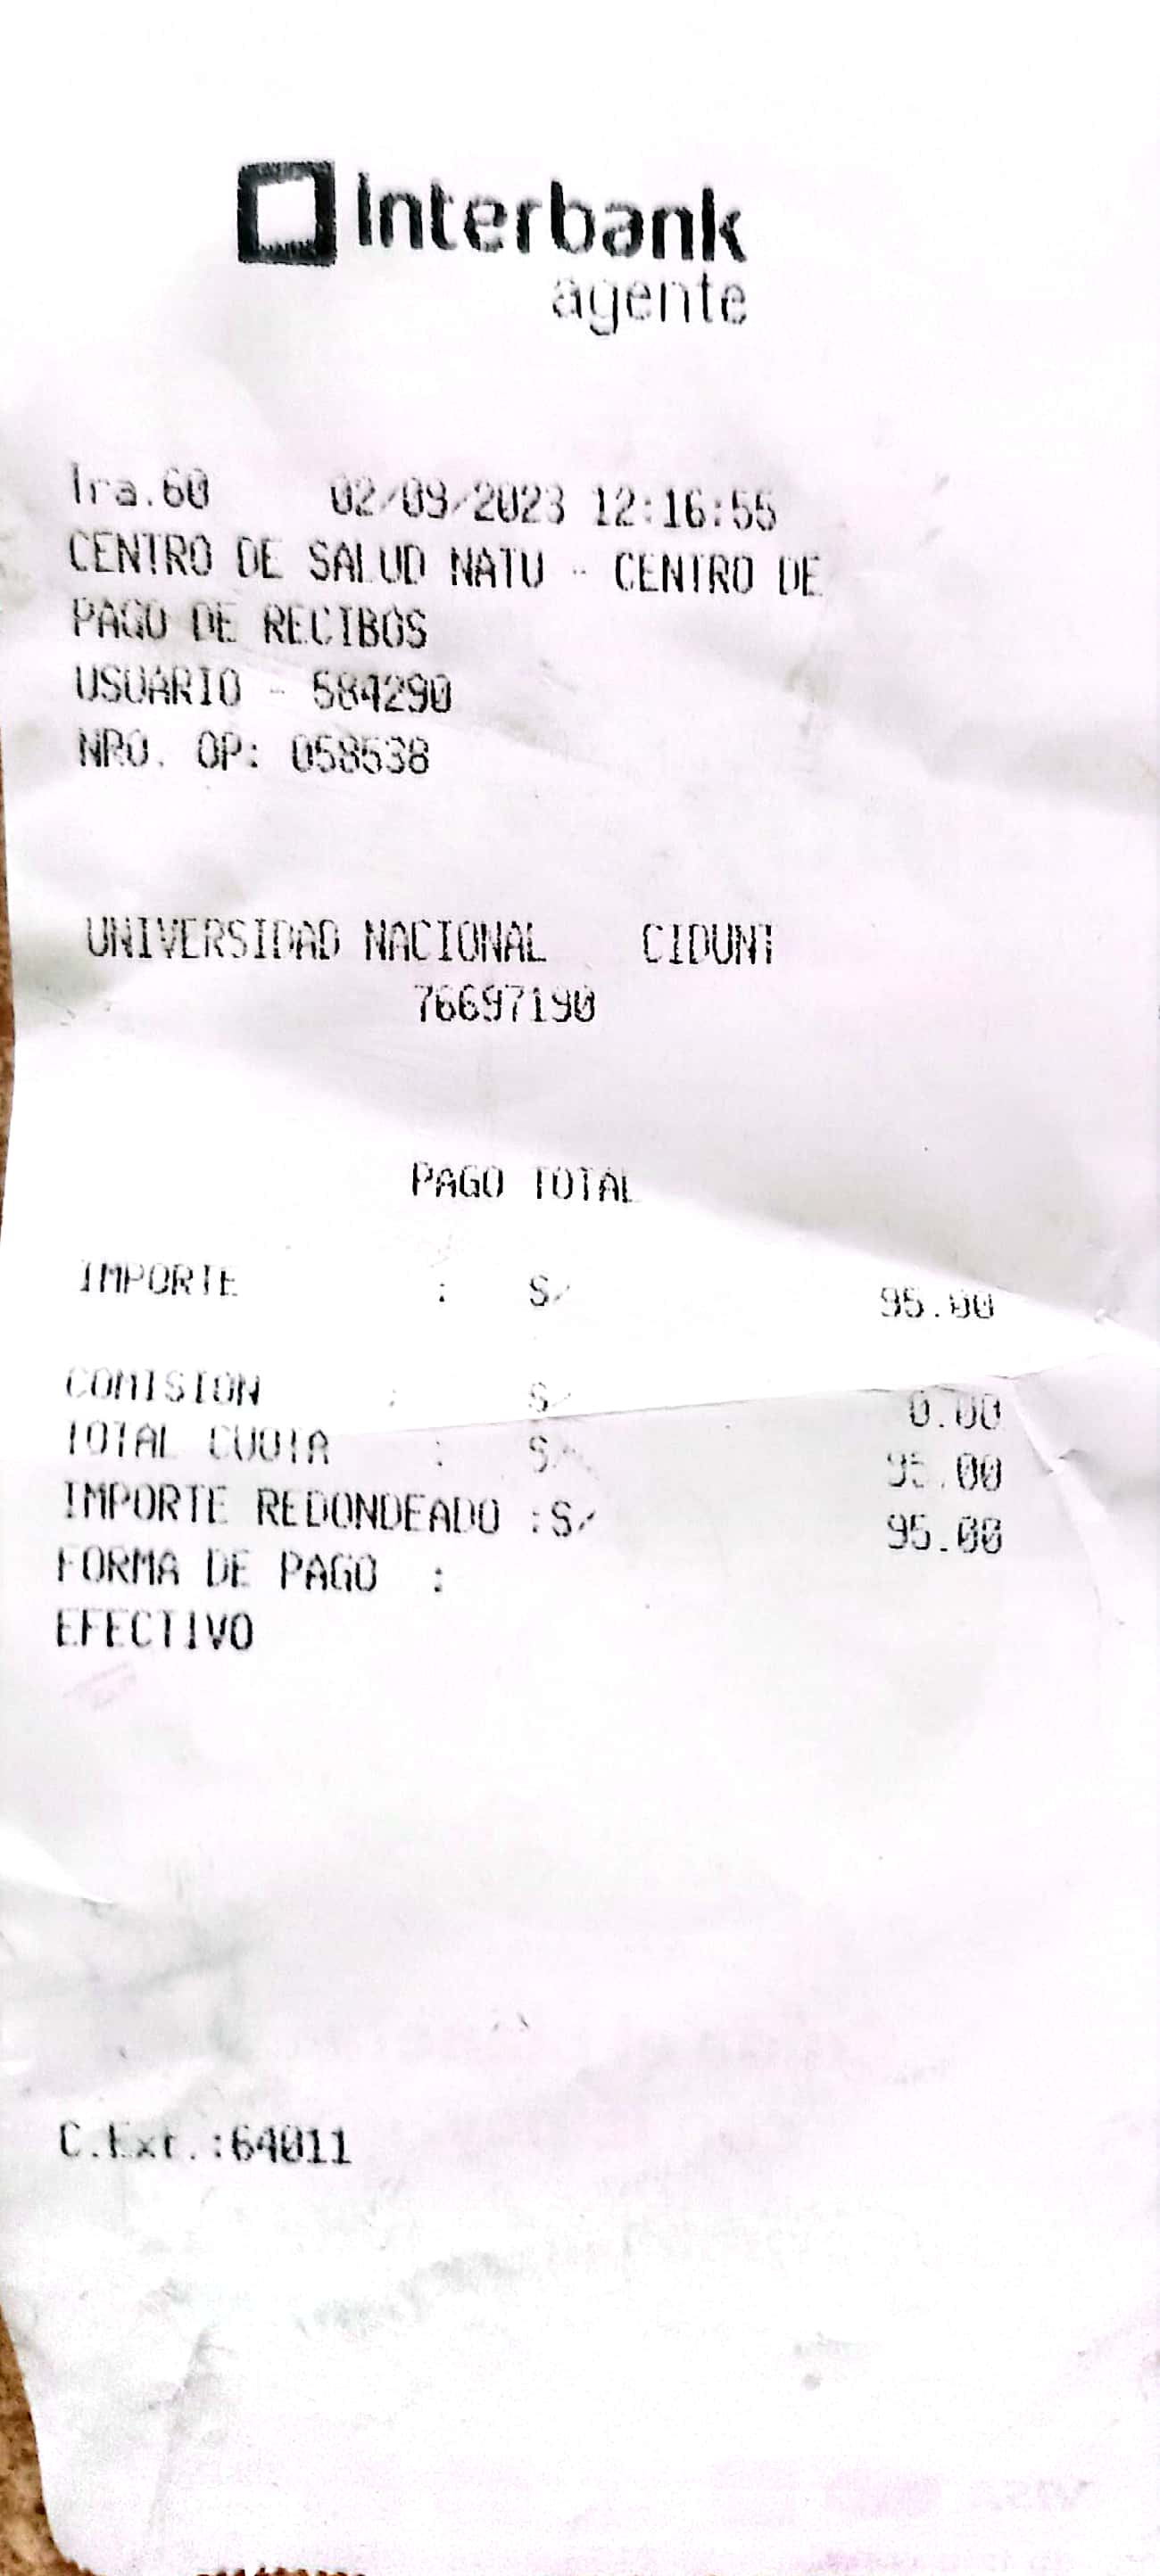 Interbank
agente
Tra.60 02/09/2023 12:16:55
CENTRO DE SALUD NATU - CENTRO DE
PAGO DE RECIBOS
USUARIO - 584290
NRO. OP: 058538
UNIVERSIDAD NACIONAL CIDUNT
76697190
PAGO TOTAL
IMPORTE : S/ 95.00
COMISION : S/ 0.00
TOTAL CUOTA : S/ 95.00
IMPORTE REDONDEADO :S/ 95.00
FORMA DE PAGO :
EFECTIVO
C.Ext.:64011